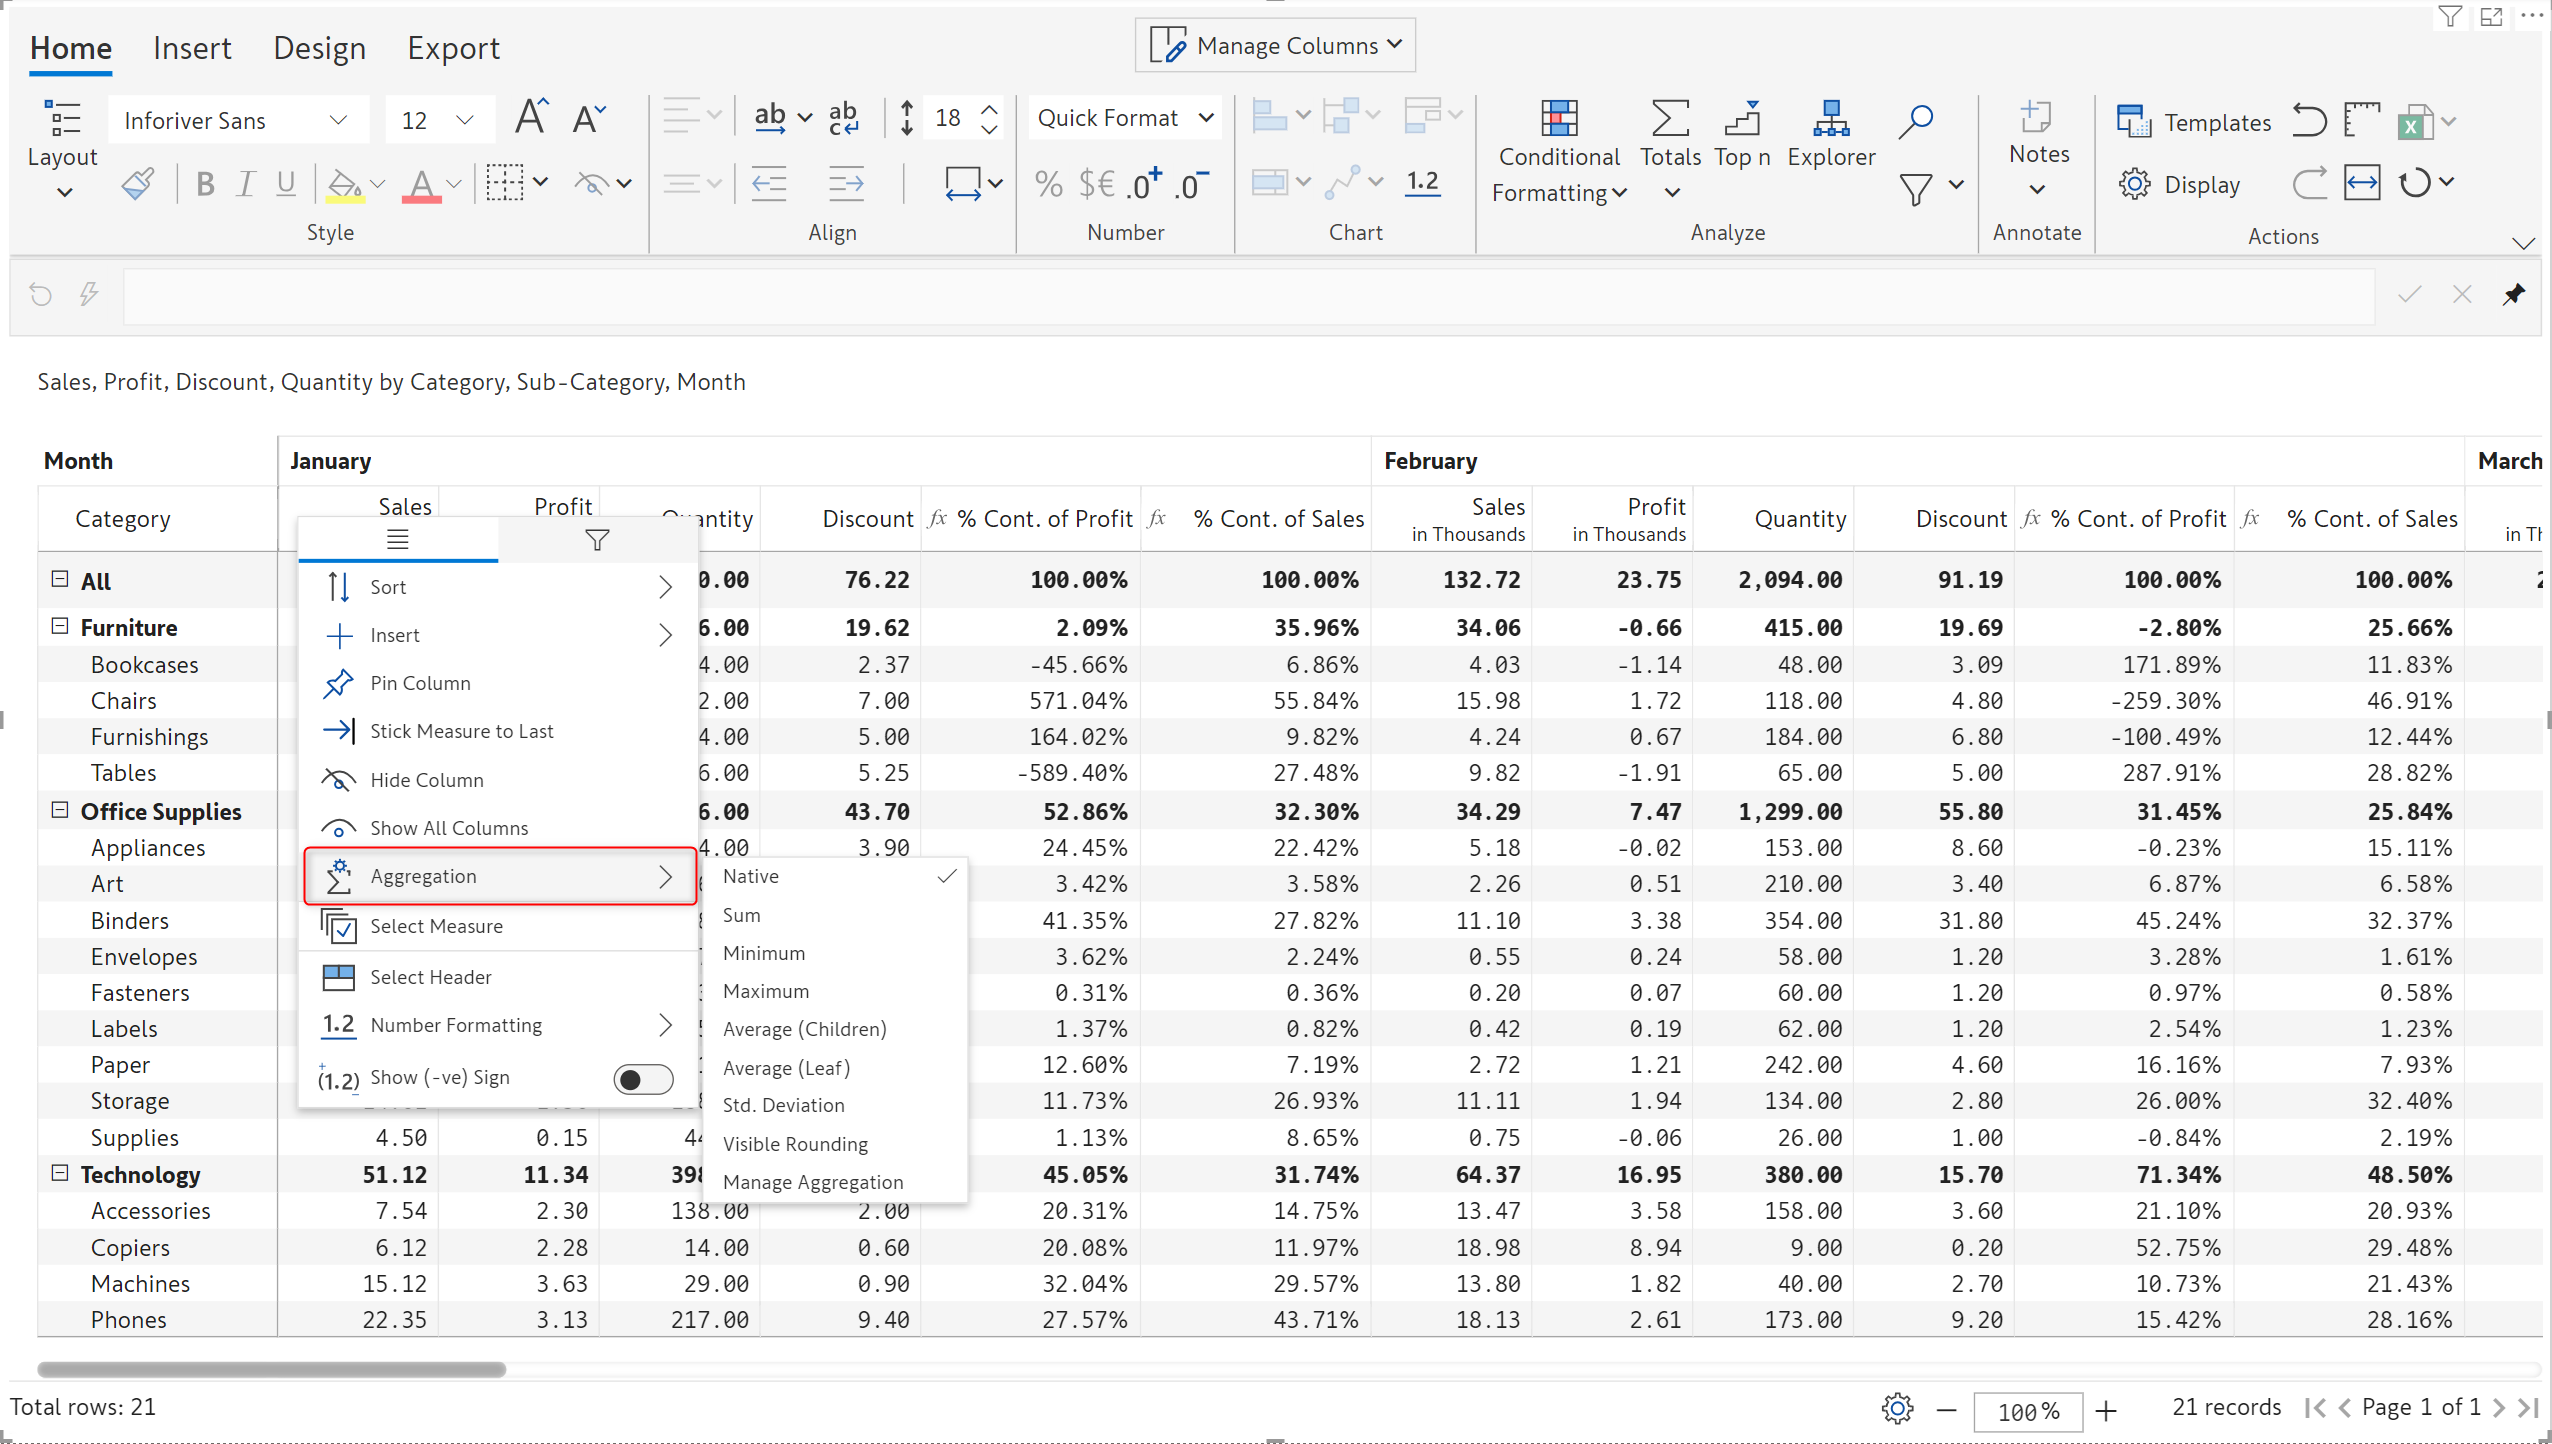 Home Insert Design Export Manage Columns
Inforiver Sans 12 ab ab 18 Quick Format
c
Layout Conditional Totals Top n Explorer Notes Templates
Formatting
B I U A % $€ .0+ .0- 1.2 Display
Style Align Number Chart Analyze Annotate Actions
Sales, Profit, Discount, Quantity by Category, Sub-Category, Month
Month January February March
Category Sales Profit Quantity Discount fx % Cont. of Profit fx % Cont. of Sales Sales Profit Quantity Discount fx % Cont. of Profit fx % Cont. of Sales
in Thousands in Thousands
All 0.00 76.22 100.00% 100.00% 132.72 23.75 2,094.00 91.19 100.00% 100.00%
Sort
Furniture 6.00 19.62 2.09% 35.96% 34.06 -0.66 415.00 19.69 -2.80% 25.66%
Insert
Bookcases 4.00 2.37 -45.66% 6.86% 4.03 -1.14 48.00 3.09 171.89% 11.83%
Pin Column
Chairs 2.00 7.00 571.04% 55.84% 15.98 1.72 118.00 4.80 -259.30% 46.91%
Stick Measure to Last
Furnishings 4.00 5.00 164.02% 9.82% 4.24 0.67 184.00 6.80 -100.49% 12.44%
Tables 6.00 5.25 -589.40% 27.48% 9.82 -1.91 65.00 5.00 287.91% 28.82%
Hide Column
Office Supplies 6.00 43.70 52.86% 32.30% 34.29 7.47 1,299.00 55.80 31.45% 25.84%
Show All Columns
Appliances 4.00 3.90 24.45% 22.42% 5.18 -0.02 153.00 8.60 -0.23% 15.11%
Aggregation Native
Art 3.42% 3.58% 2.26 0.51 210.00 3.40 6.87% 6.58%
Sum
Binders 41.35% 27.82% 11.10 3.38 354.00 31.80 45.24% 32.37%
Select Measure
Minimum
Envelopes 3.62% 2.24% 0.55 0.24 58.00 1.20 3.28% 1.61%
Select Header
Maximum
Fasteners 0.31% 0.36% 0.20 0.07 60.00 1.20 0.97% 0.58%
1.2 Number Formatting Average (Children)
Labels 1.37% 0.82% 0.42 0.19 62.00 1.20 2.54% 1.23%
Paper 12.60% 7.19% 2.72 1.21 242.00 4.60 16.16% 7.93%
Average (Leaf)
(1.2) Show (-ve) Sign
Storage 11.73% 26.93% 11.11 1.94 134.00 2.80 26.00% 32.40%
Std. Deviation
Supplies 4.50 0.15 44 1.13% 8.65% 0.75 -0.06 26.00 1.00 -0.84% 2.19%
Visible Rounding
Technology 51.12 11.34 398 45.05% 31.74% 64.37 16.95 380.00 15.70 71.34% 48.50%
Manage Aggregation
Accessories 7.54 2.30 138.00 2.00 20.31% 14.75% 13.47 3.58 158.00 3.60 21.10% 20.93%
Copiers 6.12 2.28 14.00 0.60 20.08% 11.97% 18.98 8.94 9.00 0.20 52.75% 29.48%
Machines 15.12 3.63 29.00 0.90 32.04% 29.57% 13.80 1.82 40.00 2.70 10.73% 21.43%
Phones 22.35 3.13 217.00 9.40 27.57% 43.71% 18.13 2.61 173.00 9.20 15.42% 28.16%
Total rows: 21 100% 21 records Page 1 of 1